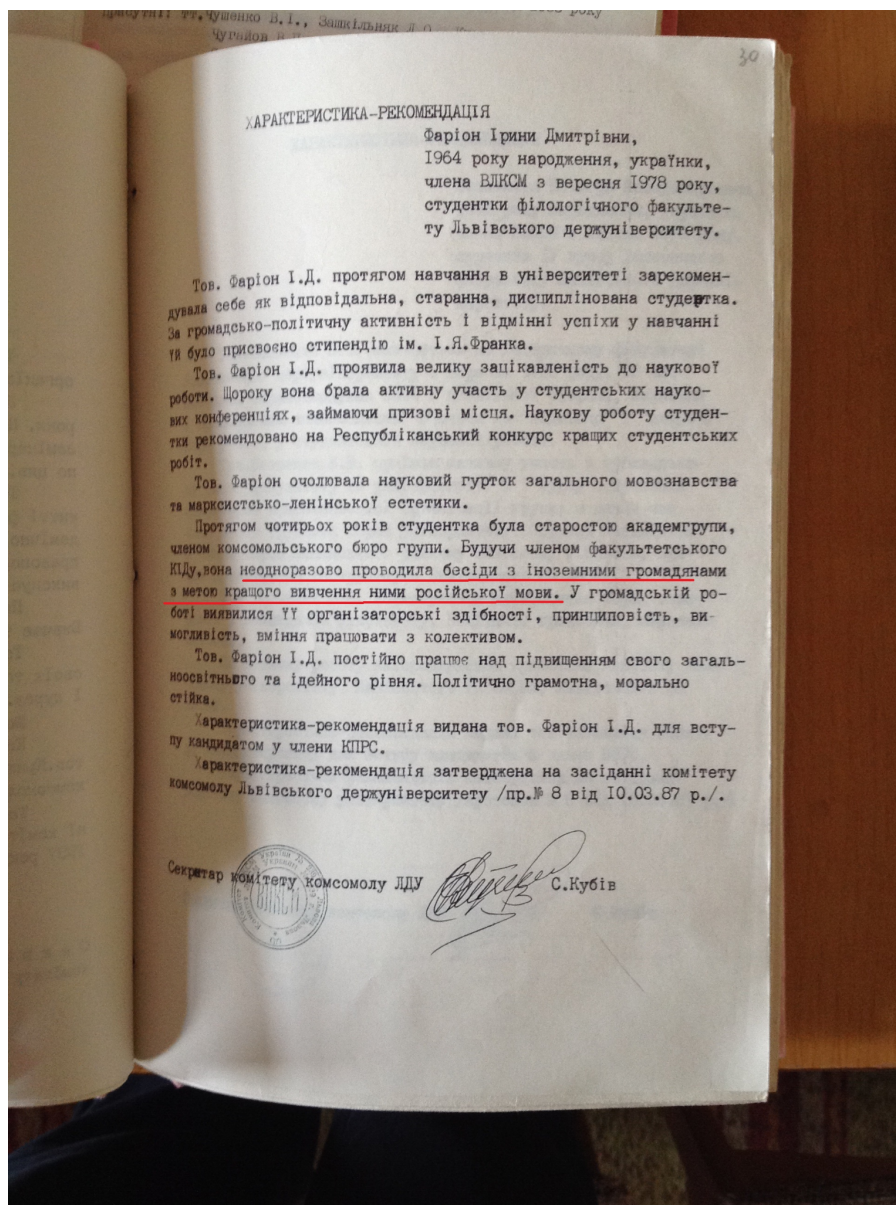 присутні: тт.Чушенко В.І., Зашкільняк Л.О.
Чугайов В.
30
ХАРАКТЕРИСТИКА-РЕКОМЕНДАЦІЯ
Фаріон Ірини Дмитрівни,
1964 року народження, українки,
члена ВЛКСМ з вересня 1978 року,
студентки філологічного факульте-
ту Львівського держуніверситету.
Тов. Фаріон І.Д. протягом навчання в університеті зарекомен-
дувала себе як відповідальна, старанна, дисциплінована студентка.
За громадсько-політичну активність і відмінні успіхи у навчанні
їй було присвоєно стипендію ім. І.Я.Франка.
Тов. Фаріон І.Д. проявила велику зацікавленість до наукової
роботи. Щороку вона брала активну участь у студентських науко-
вих конференціях, займаючи призові місця. Наукову роботу студен-
тки рекомендовано на Республіканський конкурс кращих студентських
робіт.
Тов. Фаріон очолювала науковий гурток загального мовознавства
та марксистсько-ленінської естетики.
Протягом чотирьох років студентка була старостою академгрупи,
членом комсомольського бюро групи. Будучи членом факультетського
КІДу,вона неодноразово проводила бесіди з іноземними громадянами
з метою кращого вивчення ними російської мови. У громадській ро-
боті виявилися її організаторські здібності, принциповість, ви-
могливість, вміння працювати з колективом.
Тов. Фаріон І.Д. постійно працює над підвищенням свого загаль-
ноосвітнього та ідейного рівня. Політично грамотна, морально
стійка.
Характеристика-рекомендація видана тов. Фаріон І.Д. для всту-
пу кандидатом у члени КПРС.
Характеристика-рекомендація затверджена на засіданні комітету
комсомолу Львівського держуніверситету /пр.№ 8 від 10.03.87 р./.
Секретар комітету комсомолу ЛДУ С.Кубів
ВЛКСМ